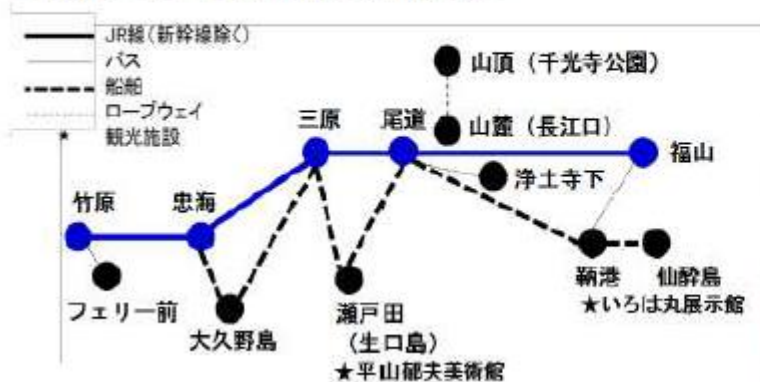 JR線(新幹線除く)
バス
船舶
ロープウェイ
★ 観光施設
山頂(千光寺公園)
山麓(長江口)
三原
尾道
福山
浄土寺下
竹原
忠海
フェリー前
大久野島
瀬戸田
(生口島)
★平山郁夫美術館
鞆港
仙酔島
★いろは丸展示館